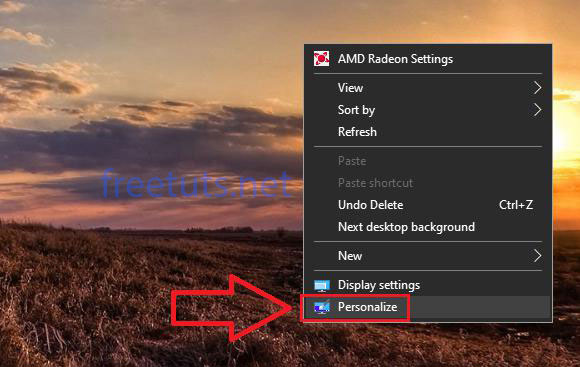 AMD Radeon Settings
View
Sort by
Refresh
Paste
Paste shortcut
Undo Delete Ctrl+Z
Next desktop background
freetuts.net
New
Display settings
Personalize